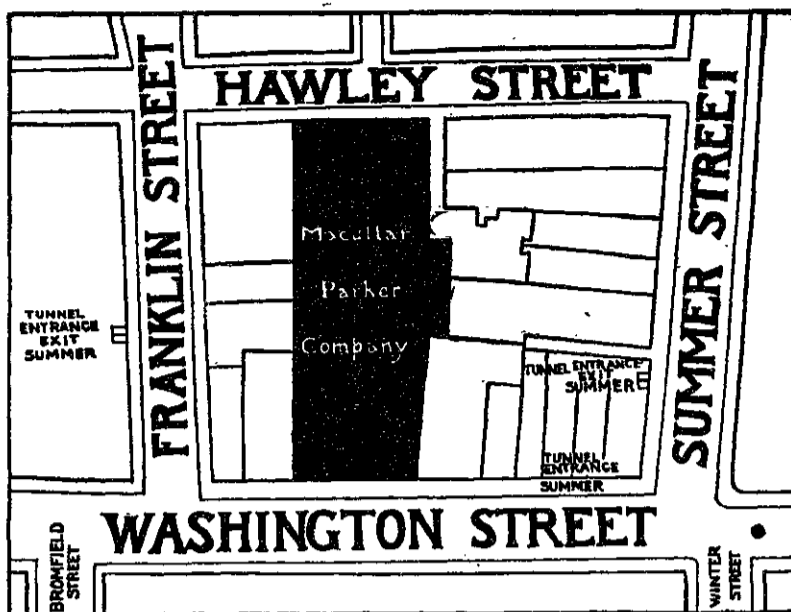 HAWLEY STREET
FRANKLIN STREET
SUMMER STREET
Macullar
Parker
Company
TUNNEL
ENTRANCE
EXIT
SUMMER
TUNNEL ENTRANCE
EXIT
SUMMER
TUNNEL
ENTRANCE
SUMMER
WASHINGTON STREET
BROMFIELD
STREET
WINTER
STREET